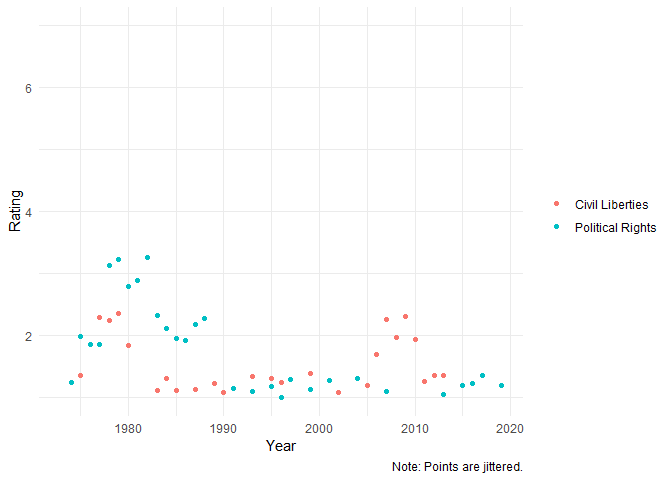 6
4
2
Rating
1980 1990 2000 2010 2020
Year
Civil Liberties
Political Rights
Note: Points are jittered.